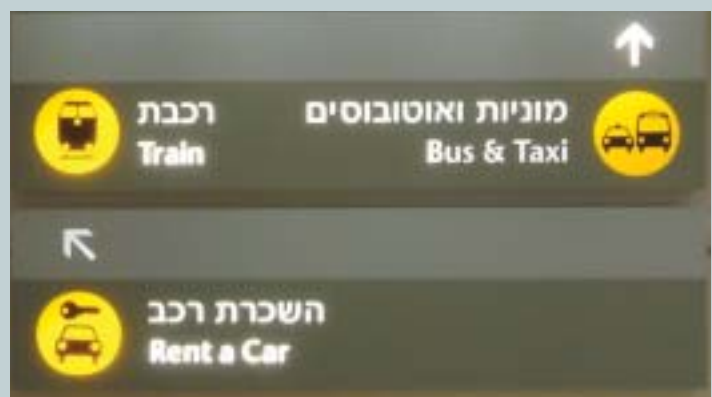 רכבת
Train
מוניות ואוטובוסים
Bus & Taxi
השכרת רכב
Rent a Car